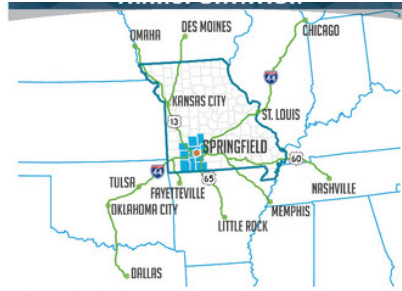 OMAHA
DES MOINES
CHICAGO
44
KANSAS CITY
13
ST. LOUIS
SPRINGFIELD
60
TULSA
44
FAYETTEVILLE
65
NASHVILLE
OKLAHOMA CITY
MEMPHIS
LITTLE ROCK
DALLAS